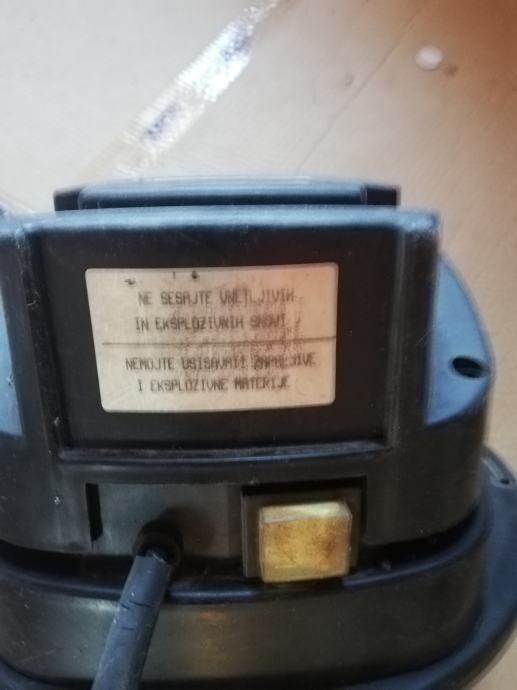 NE SESAJTE VNETLJIVIH
IN EKSPLOZIVNIH SNOVI
NEMOJTE USISAVATI ZAPALJIVE
I EKSPLOZIVNE MATERIJE